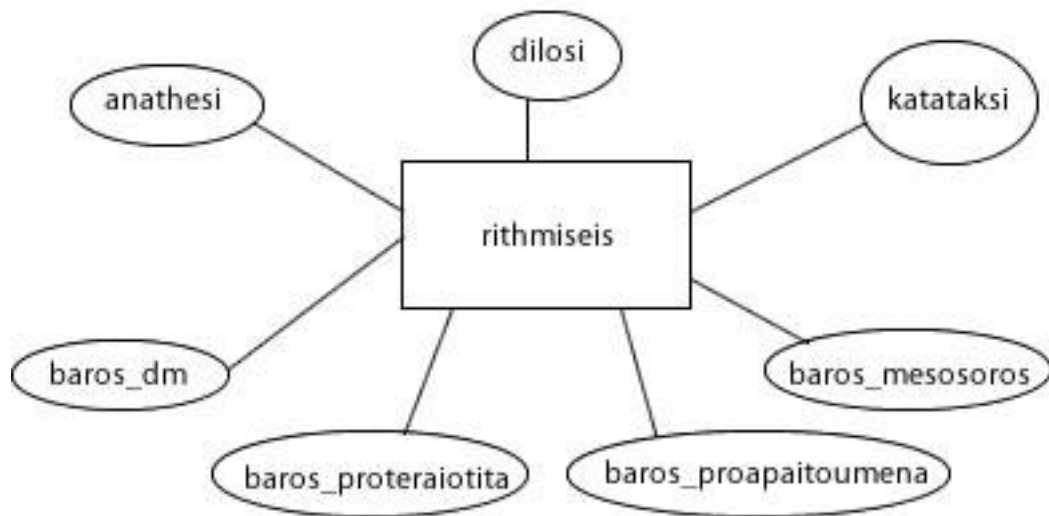 dilosi
anathesi
katataksi
rithmiseis
baros_dm
baros_mesosoros
baros_proteraiotita
baros_proapaitoumena